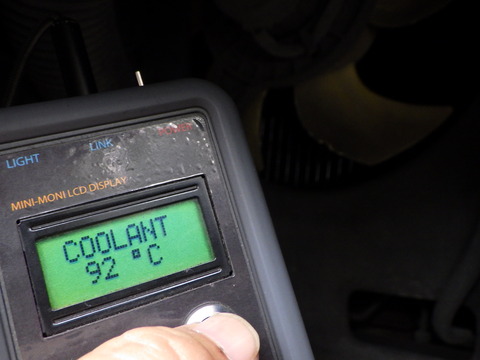 LIGHT
LINK
MINI-MONI LCD DISPLAY
COOLANT
92 °C